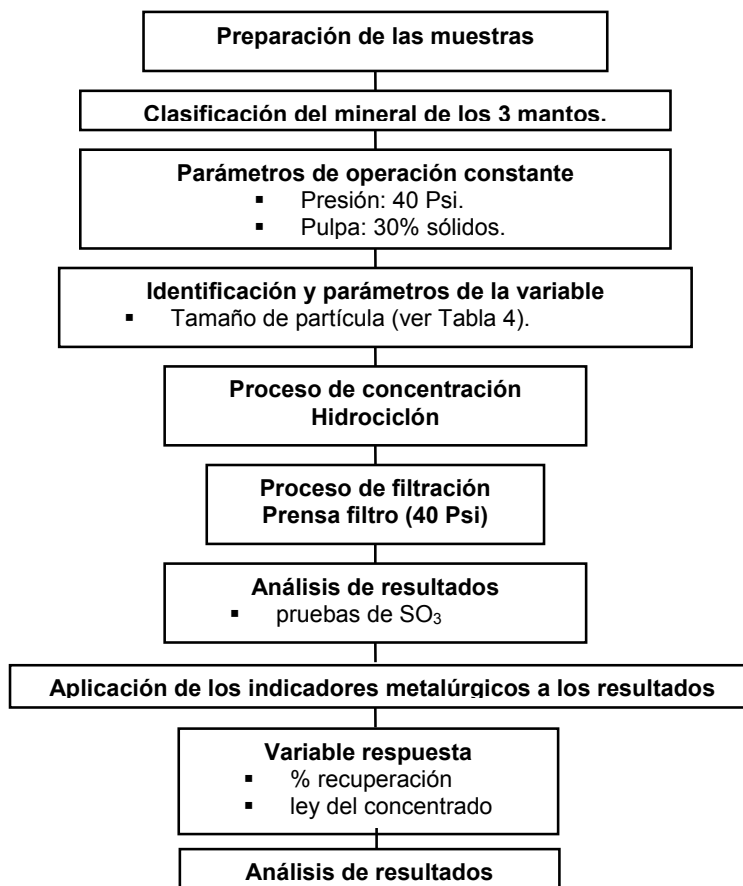 Preparación de las muestras
Clasificación del mineral de los 3 mantos.
Parámetros de operación constante
▪ Presión: 40 Psi.
▪ Pulpa: 30% sólidos.
Identificación y parámetros de la variable
▪ Tamaño de partícula (ver Tabla 4).
Proceso de concentración
Hidrociclón
Proceso de filtración
Prensa filtro (40 Psi)
Análisis de resultados
▪ pruebas de SO₃
Aplicación de los indicadores metalúrgicos a los resultados
Variable respuesta
▪ % recuperación
▪ ley del concentrado
Análisis de resultados